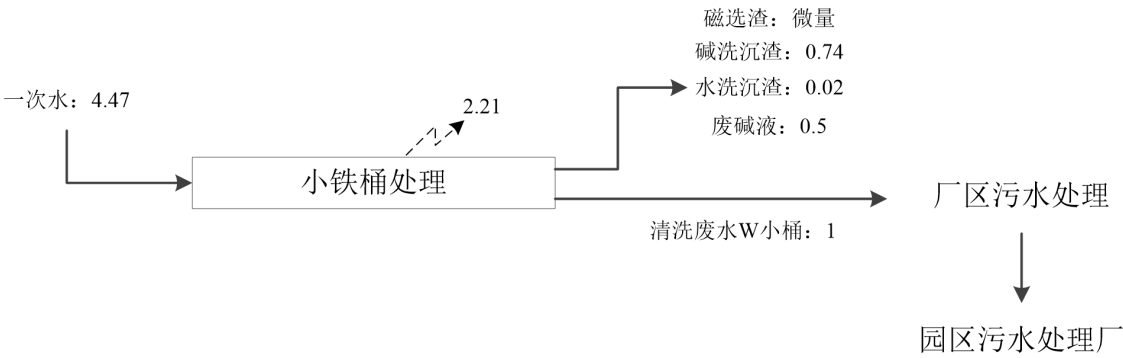 磁选渣：微量
碱洗沉渣：0.74
一次水：4.47
水洗沉渣：0.02
2.21
废碱液：0.5
小铁桶处理
厂区污水处理
清洗废水W小桶：1
园区污水处理厂